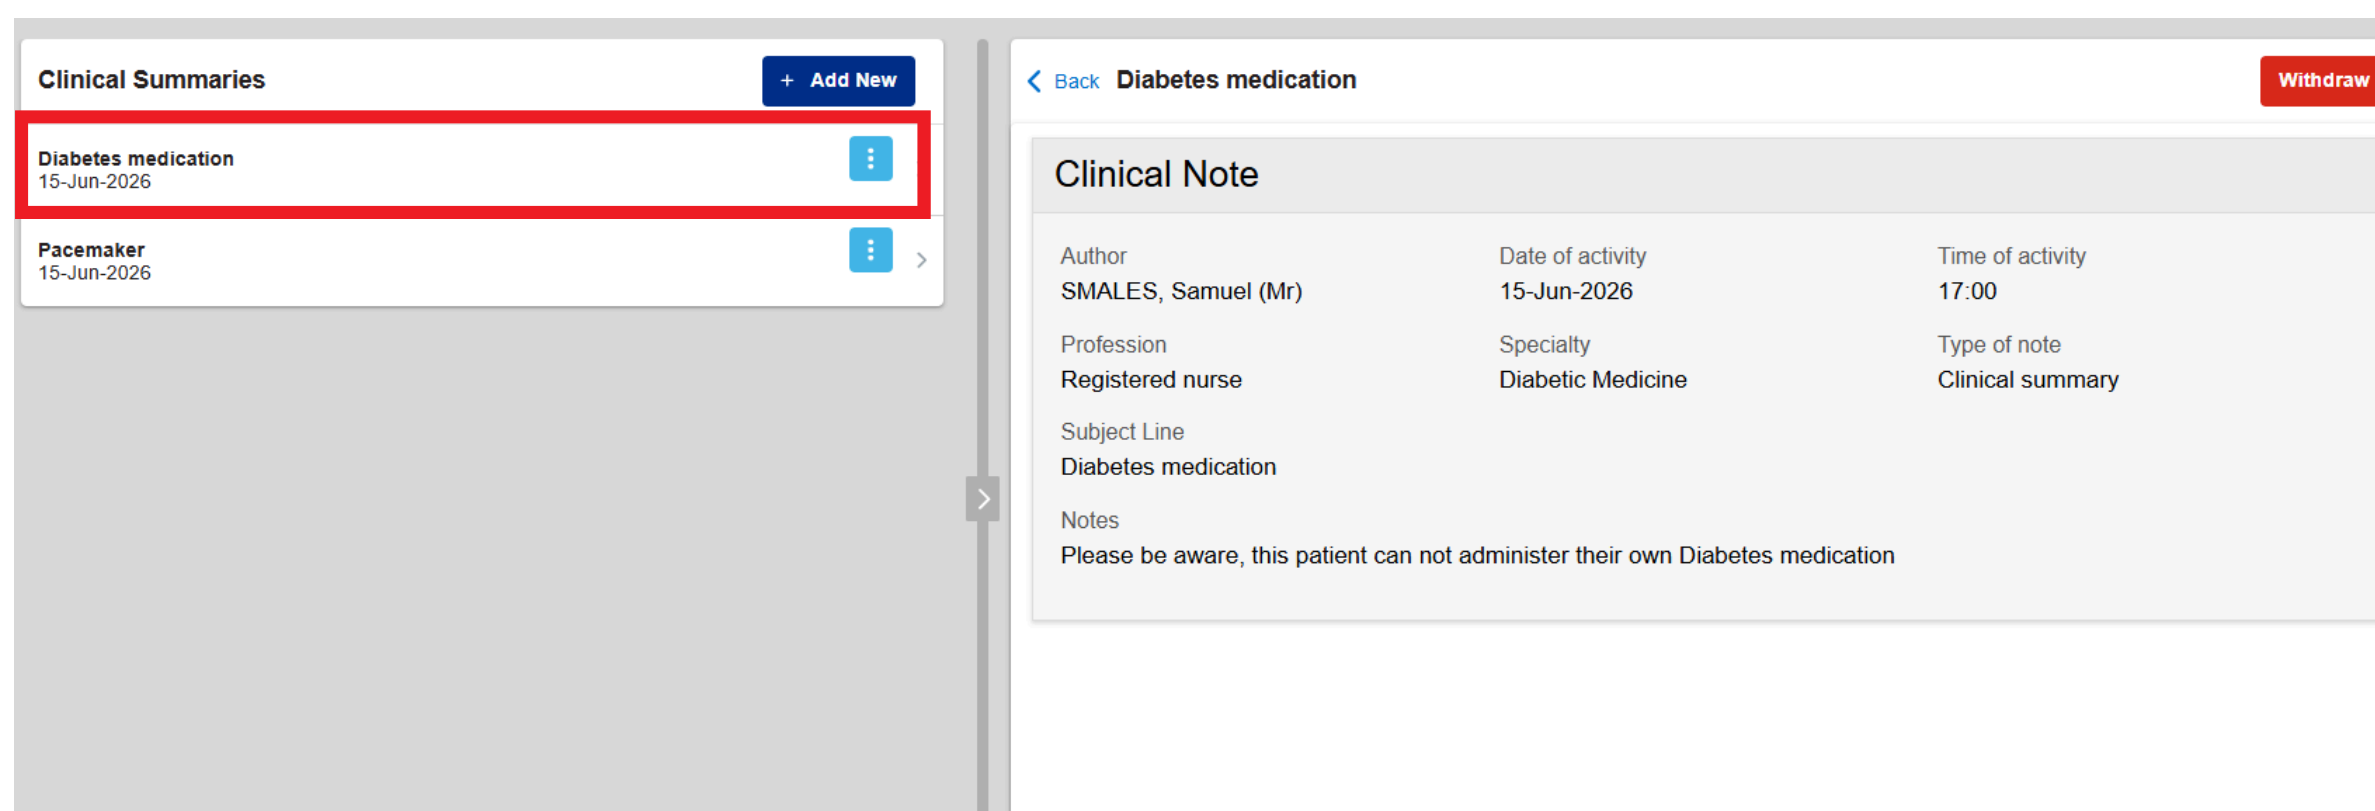 Clinical Summaries
+ Add New
Diabetes medication
15-Jun-2026
Pacemaker
15-Jun-2026
Back Diabetes medication
Withdraw
Clinical Note
Author
SMALES, Samuel (Mr)
Date of activity
15-Jun-2026
Time of activity
17:00
Profession
Registered nurse
Specialty
Diabetic Medicine
Type of note
Clinical summary
Subject Line
Diabetes medication
Notes
Please be aware, this patient can not administer their own Diabetes medication